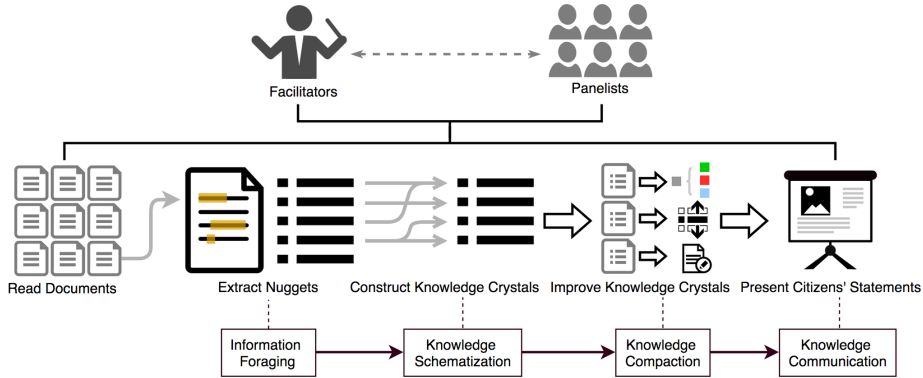 Facilitators
Panelists
Read Documents
Extract Nuggets
Construct Knowledge Crystals
Improve Knowledge Crystals
Present Citizens' Statements
Information
Foraging
Knowledge
Schematization
Knowledge
Compaction
Knowledge
Communication